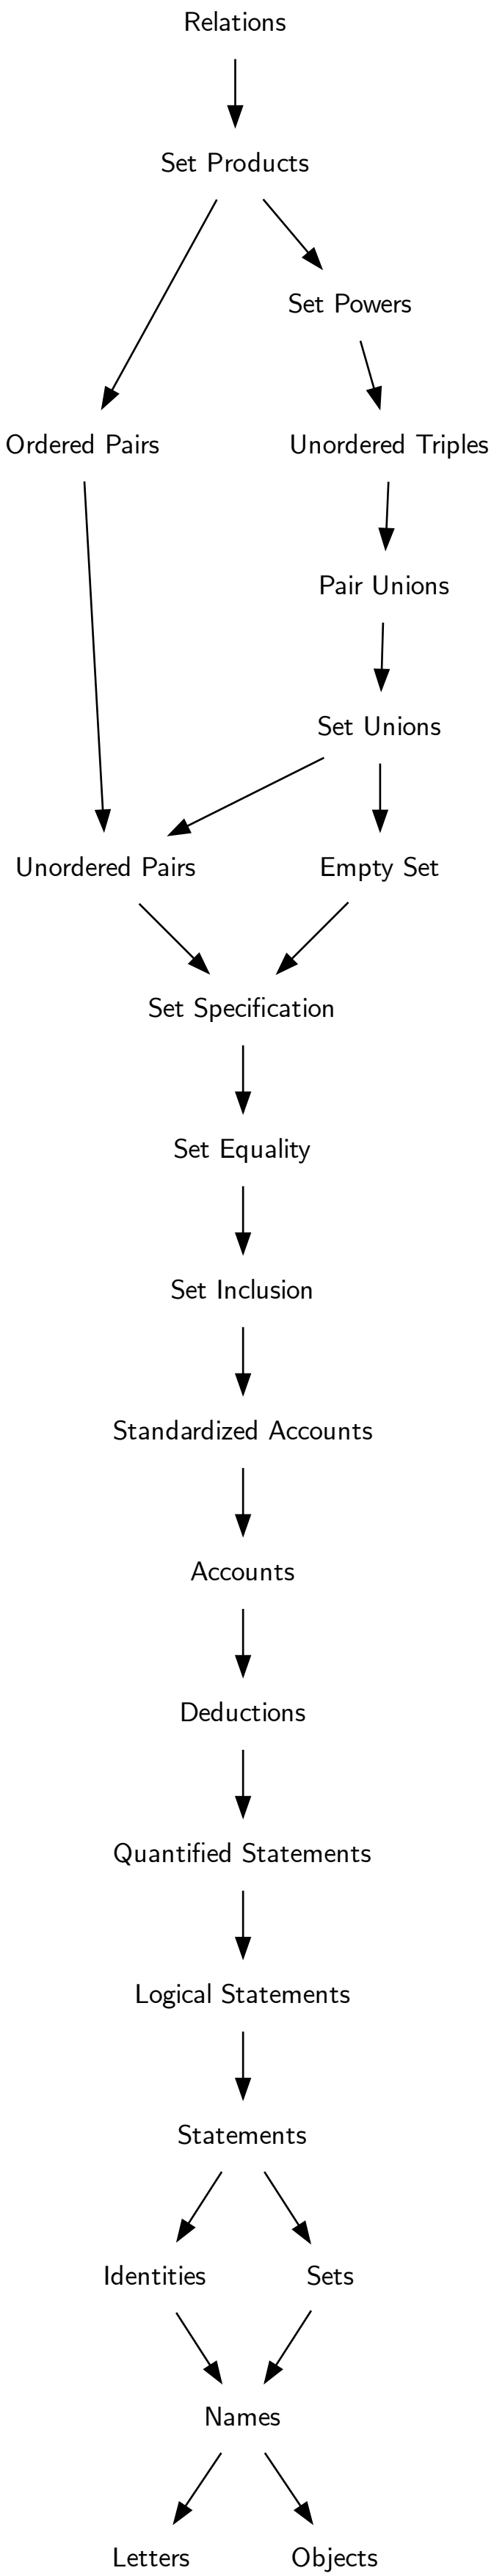 Relations
Set Products
Set Powers
Ordered Pairs
Unordered Triples
Pair Unions
Set Unions
Unordered Pairs
Empty Set
Set Specification
Set Equality
Set Inclusion
Standardized Accounts
Accounts
Deductions
Quantified Statements
Logical Statements
Statements
Identities
Sets
Names
Letters
Objects